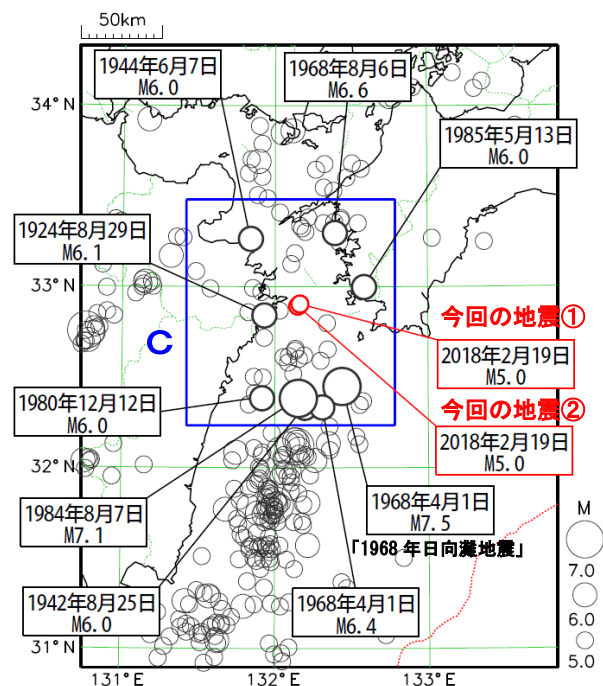 50km
1944年6月7日
M6.0
1968年8月6日
M6.6
34°N
1985年5月13日
M6.0
1924年8月29日
M6.1
33°N
今回の地震①
C
2018年2月19日
M5.0
1980年12月12日
M6.0
今回の地震②
2018年2月19日
M5.0
32°N
1984年8月7日
M7.1
1968年4月1日
M7.5
「1968年日向灘地震」
M
7.0
6.0
5.0
1942年8月25日
M6.0
1968年4月1日
M6.4
31°N
131°E
132°E
133°E